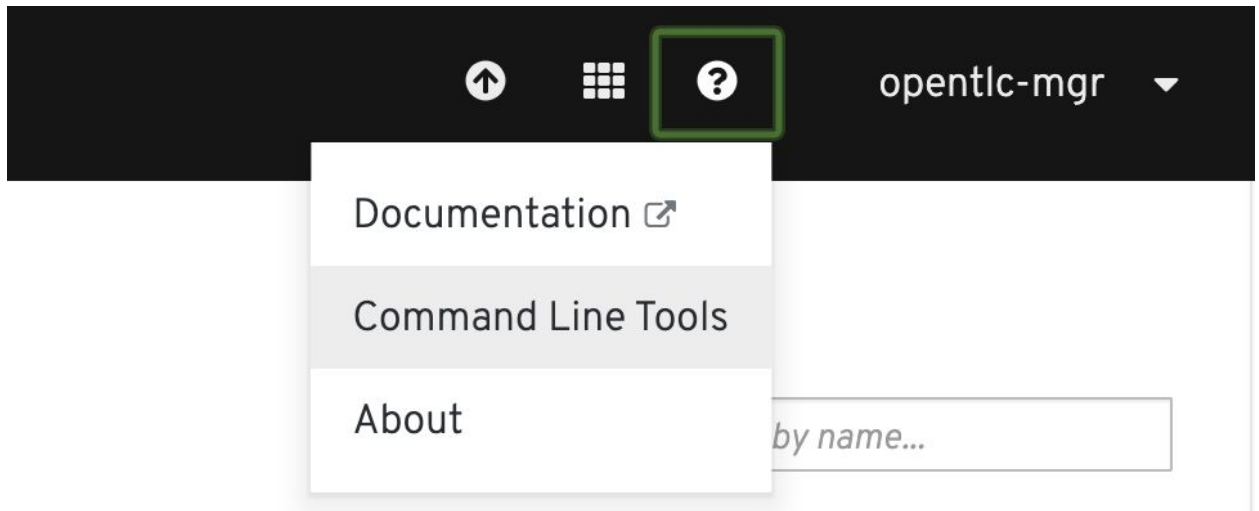 opentlc-mgr
Documentation
Command Line Tools
About
by name...